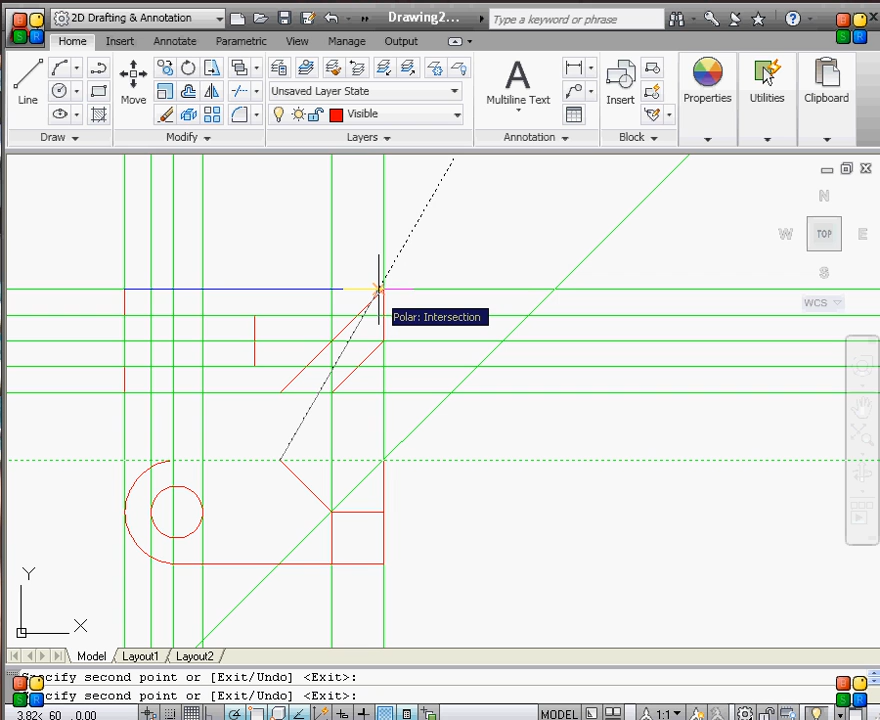 2D Drafting & Annotation
Drawing2...
Type a keyword or phrase
Home Insert Annotate Parametric View Manage Output
Line
Move
Unsaved Layer State
Visible
A
Multiline Text
Insert
Properties
Utilities
Clipboard
Draw Modify Layers Annotation Block
N
W TOP E
S
WCS
Polar: Intersection
Y
X
Model Layout1 Layout2
second point or [Exit/Undo] <Exit>:
second point or [Exit/Undo] <Exit>:
MODEL 1:1